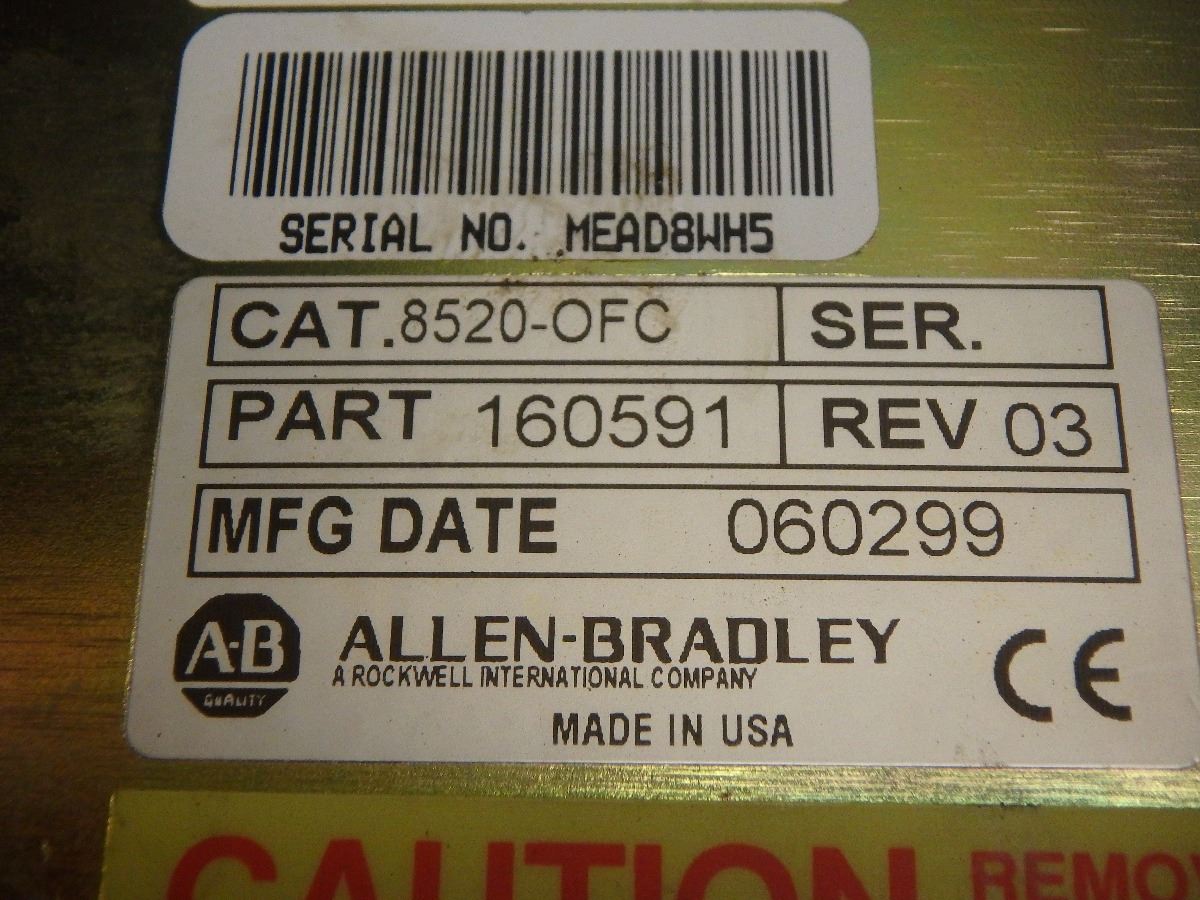 SERIAL NO. MEAD8WH5
CAT. 8520-OFC SER.
PART 160591 REV 03
MFG DATE 060299
A-B QUALITY
ALLEN-BRADLEY
A ROCKWELL INTERNATIONAL COMPANY
CE
MADE IN USA
CAUTION